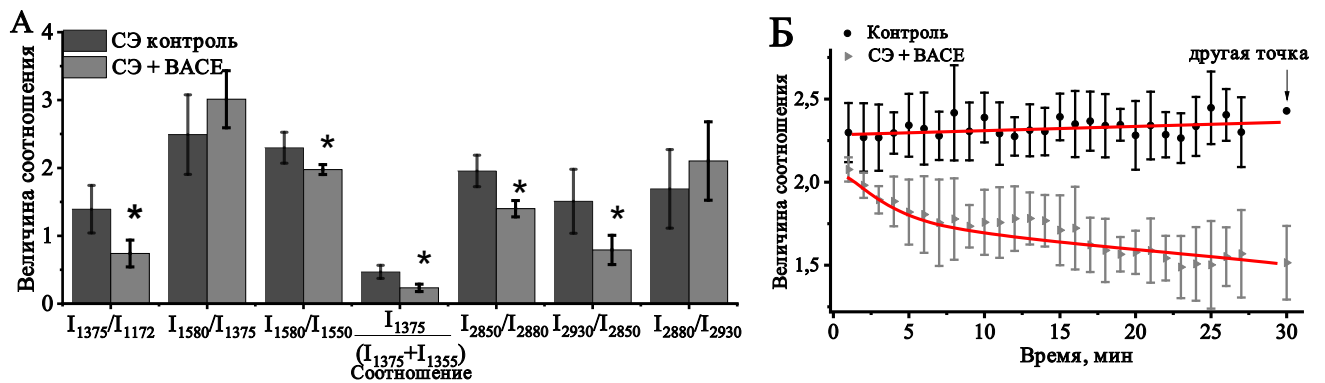 А
Величина соотношения
4
3
2
1
0
СЭ контроль
СЭ + BACE
*
*
*
*
*
I1375/I1172
I1580/I1375
I1580/I1550
I1375
(I1375+I1355)
I2850/I2880
I2930/I2850
I2880/I2930
Соотношение
Б
Контроль
СЭ + BACE
другая точка
Величина соотношения
2,5
2,0
1,5
0
5
10
15
20
25
30
Время, мин